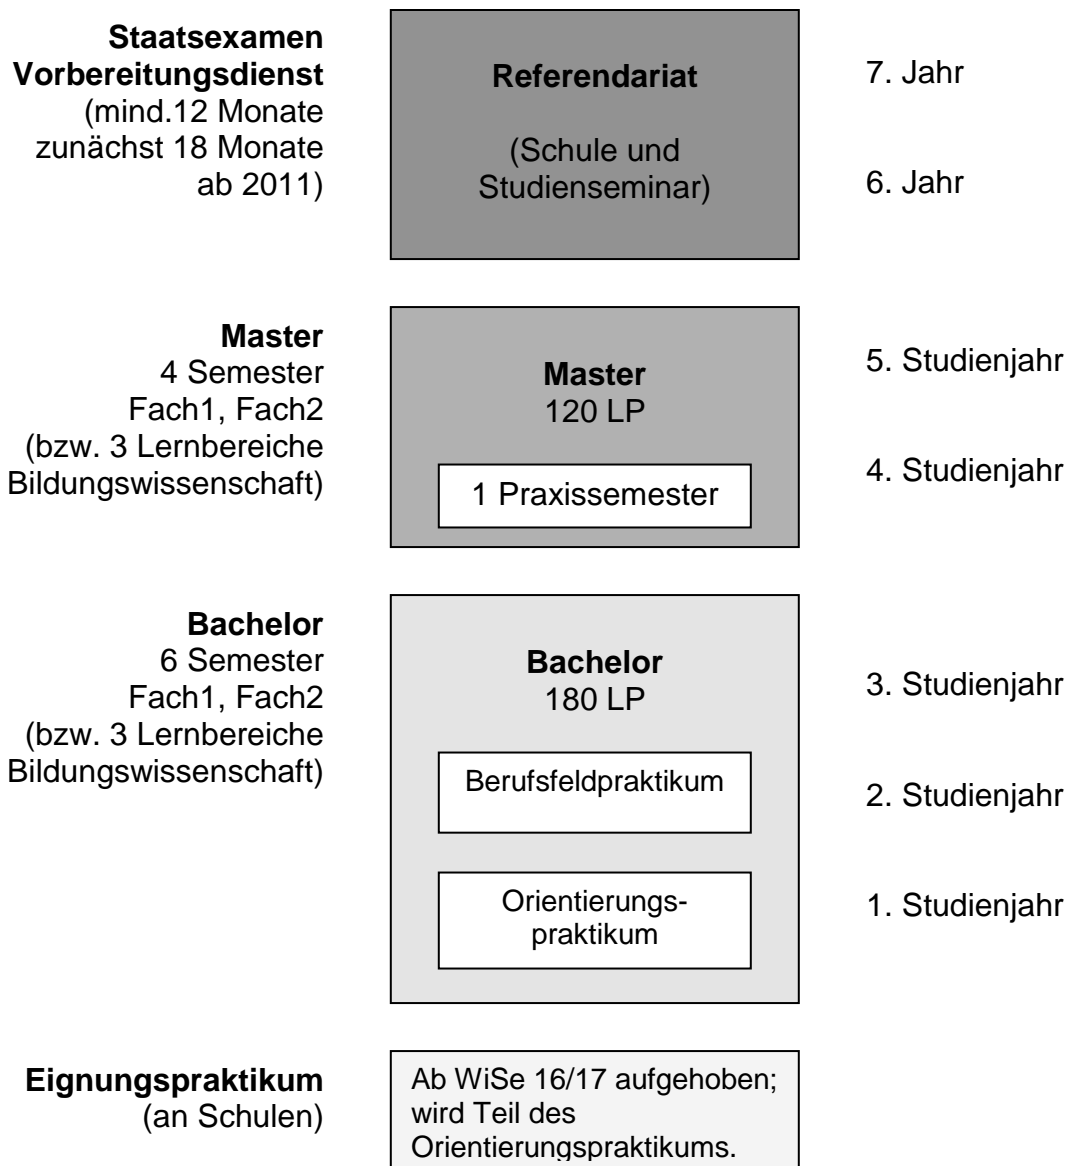 Staatsexamen
Vorbereitungsdienst
(mind.12 Monate
zunächst 18 Monate
ab 2011)
Referendariat
(Schule und
Studienseminar)
7. Jahr
6. Jahr
Master
4 Semester
Fach1, Fach2
(bzw. 3 Lernbereiche
Bildungswissenschaft)
Master
120 LP
1 Praxissemester
5. Studienjahr
4. Studienjahr
Bachelor
6 Semester
Fach1, Fach2
(bzw. 3 Lernbereiche
Bildungswissenschaft)
Bachelor
180 LP
Berufsfeldpraktikum
Orientierungs-
praktikum
3. Studienjahr
2. Studienjahr
1. Studienjahr
Eignungspraktikum
(an Schulen)
Ab WiSe 16/17 aufgehoben;
wird Teil des
Orientierungspraktikums.